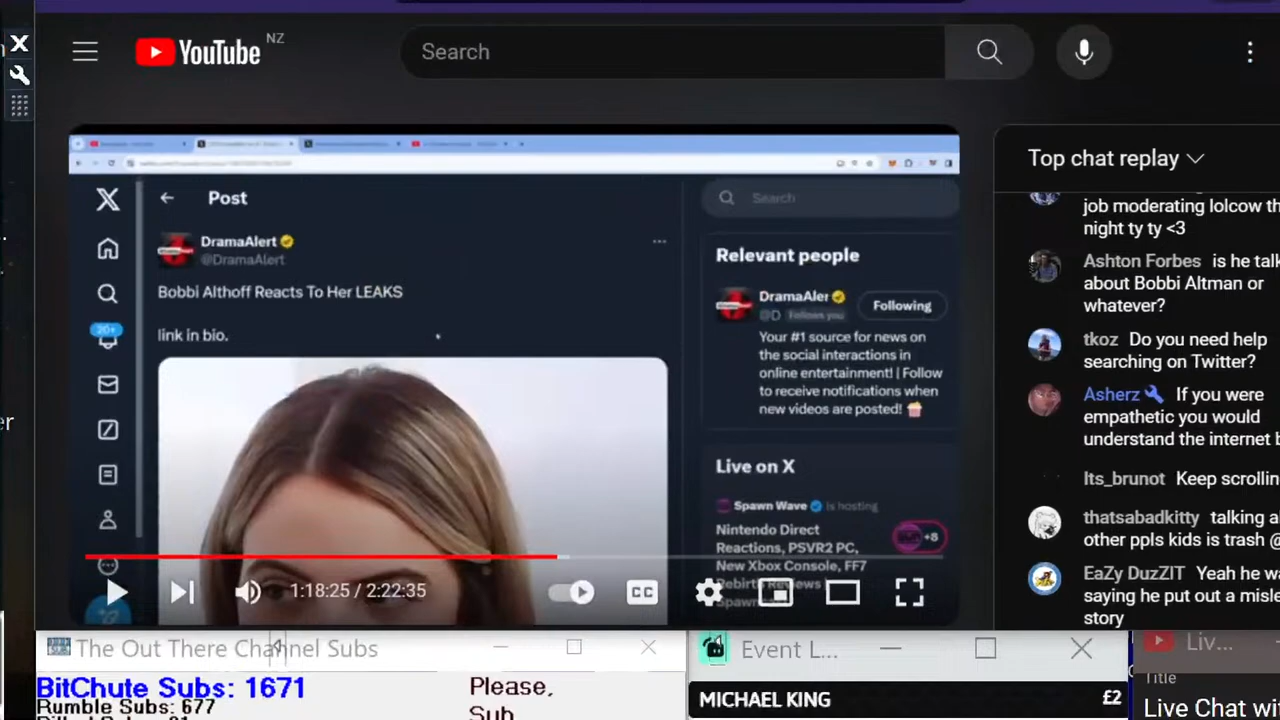 YouTube NZ
Search
Post
Search
DramaAlert
@DramaAlert
Bobbi Althoff Reacts To Her LEAKS
link in bio.
20+
Relevant people
DramaAler
@D Follows you
Following
Your #1 source for news on
the social interactions in
online entertainment! | Follow
to receive notifications when
new videos are posted!
Live on X
Spawn Wave is hosting
Nintendo Direct
Reactions, PSVR2 PC,
New Xbox Console, FF7
Rebirth Reviews
Spawn
+8
1:18:25 / 2:22:35
CC
Top chat replay
job moderating lolcow th
night ty ty <3
Ashton Forbes is he talk
about Bobbi Altman or
whatever?
tkoz Do you need help
searching on Twitter?
Asherz If you were
empathetic you would
understand the internet b
Its_brunot Keep scrollin
thatsabadkitty talking a
other ppls kids is trash @
EaZy DuzZIT Yeah he wa
saying he put out a misle
story
The Out There Channel Subs
BitChute Subs: 1671
Rumble Subs: 677
Please,
Sub
Event L...
MICHAEL KING £2
Liv...
Title
Live Chat wi